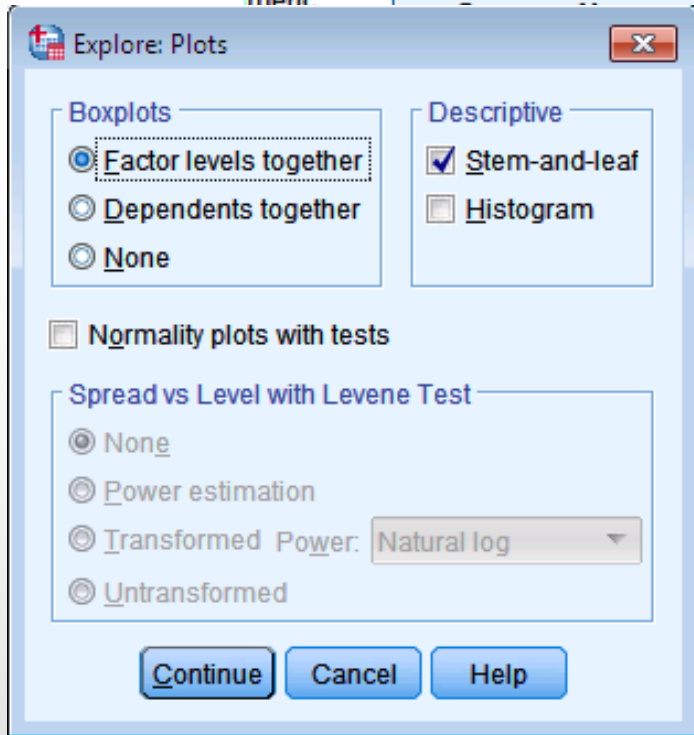 Explore: Plots
Boxplots
Factor levels together
Dependents together
None
Descriptive
Stem-and-leaf
Histogram
Normality plots with tests
Spread vs Level with Levene Test
None
Power estimation
Transformed Power: Natural log
Untransformed
Continue Cancel Help